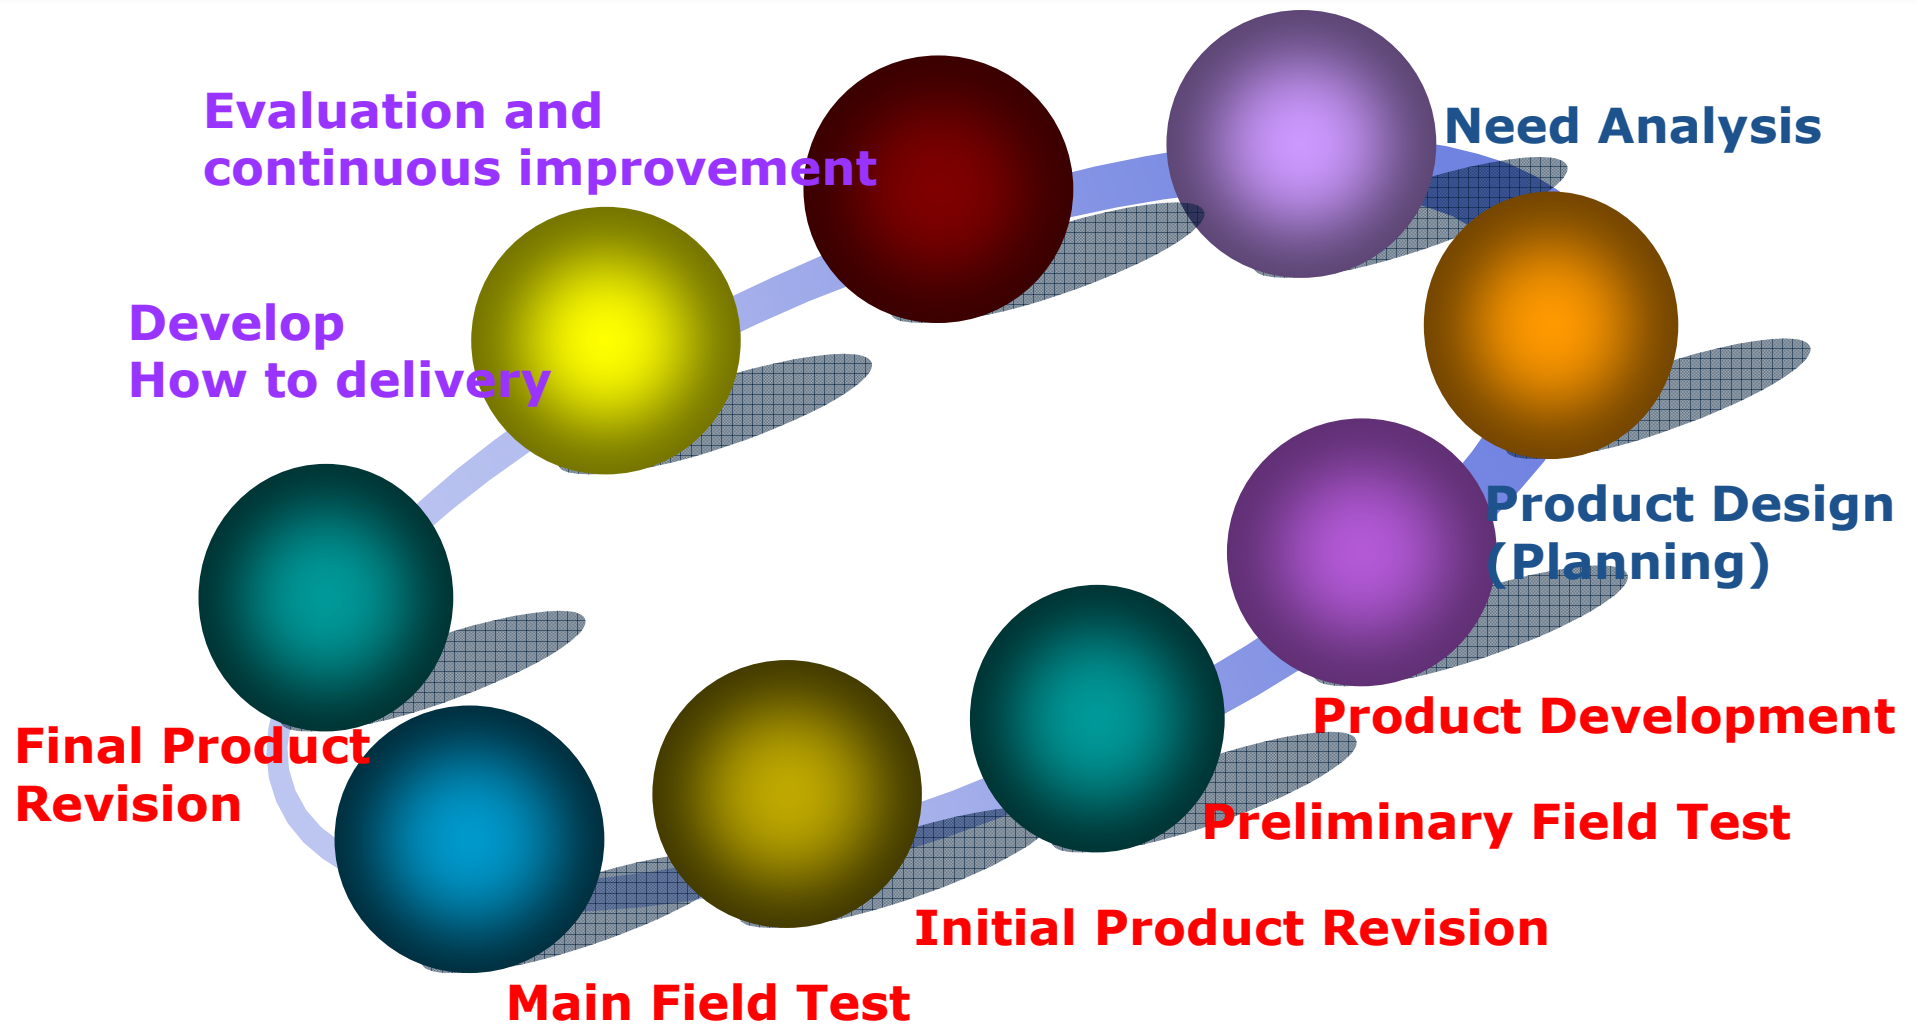 Evaluation and
continuous improvement
Need Analysis
Develop
How to delivery
Product Design
(Planning)
Product Development
Final Product
Revision
Preliminary Field Test
Initial Product Revision
Main Field Test